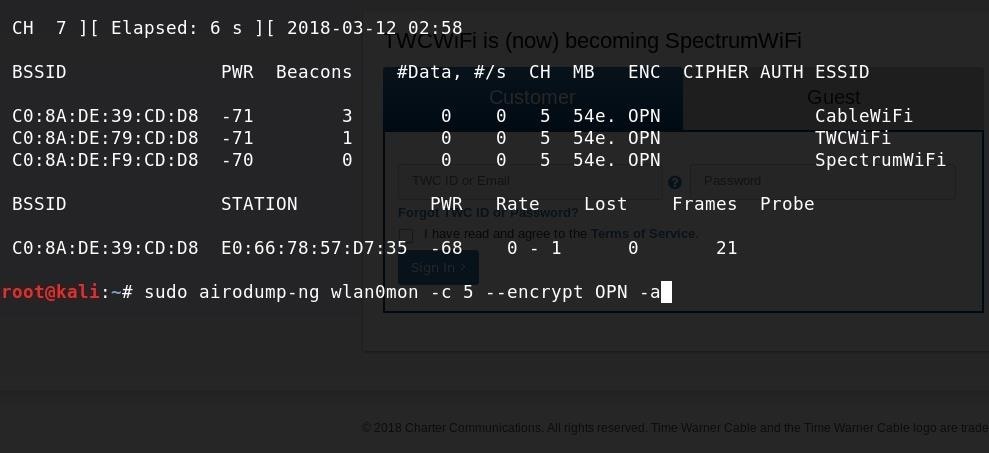 CH 7 ][ Elapsed: 6 s ][ 2018-03-12 02:58
TWCWiFi is (now) becoming SpectrumWiFi
BSSID PWR Beacons #Data, #/s CH MB ENC CIPHER AUTH ESSID
Customer Guest
C0:8A:DE:39:CD:D8 -71 3 0 0 5 54e. OPN CableWiFi
C0:8A:DE:79:CD:D8 -71 1 0 0 5 54e. OPN TWCWiFi
C0:8A:DE:F9:CD:D8 -70 0 0 0 5 54e. OPN SpectrumWiFi
TWC ID or Email ? Password
BSSID STATION PWR Rate Lost Frames Probe
Forgot TWC ID or Password?
I have read and agree to the Terms of Service.
C0:8A:DE:39:CD:D8 E0:66:78:57:D7:35 -68 0 - 1 0 21
Sign In >
root@kali:~# sudo airodump-ng wlan0mon -c 5 --encrypt OPN -a
© 2018 Charter Communications. All rights reserved. Time Warner Cable and the Time Warner Cable logo are trade